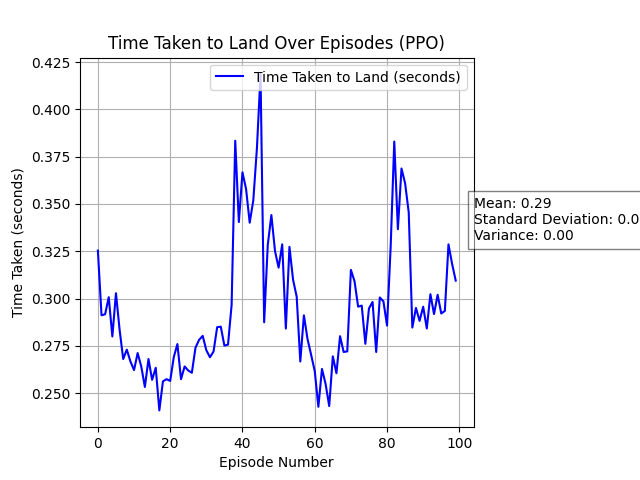 Time Taken to Land Over Episodes (PPO)
Time Taken to Land (seconds)
0.425
0.400
0.375
0.350
0.325
0.300
0.275
0.250
Time Taken (seconds)
0
20
40
60
80
100
Episode Number
Mean: 0.29
Standard Deviation: 0.0
Variance: 0.00